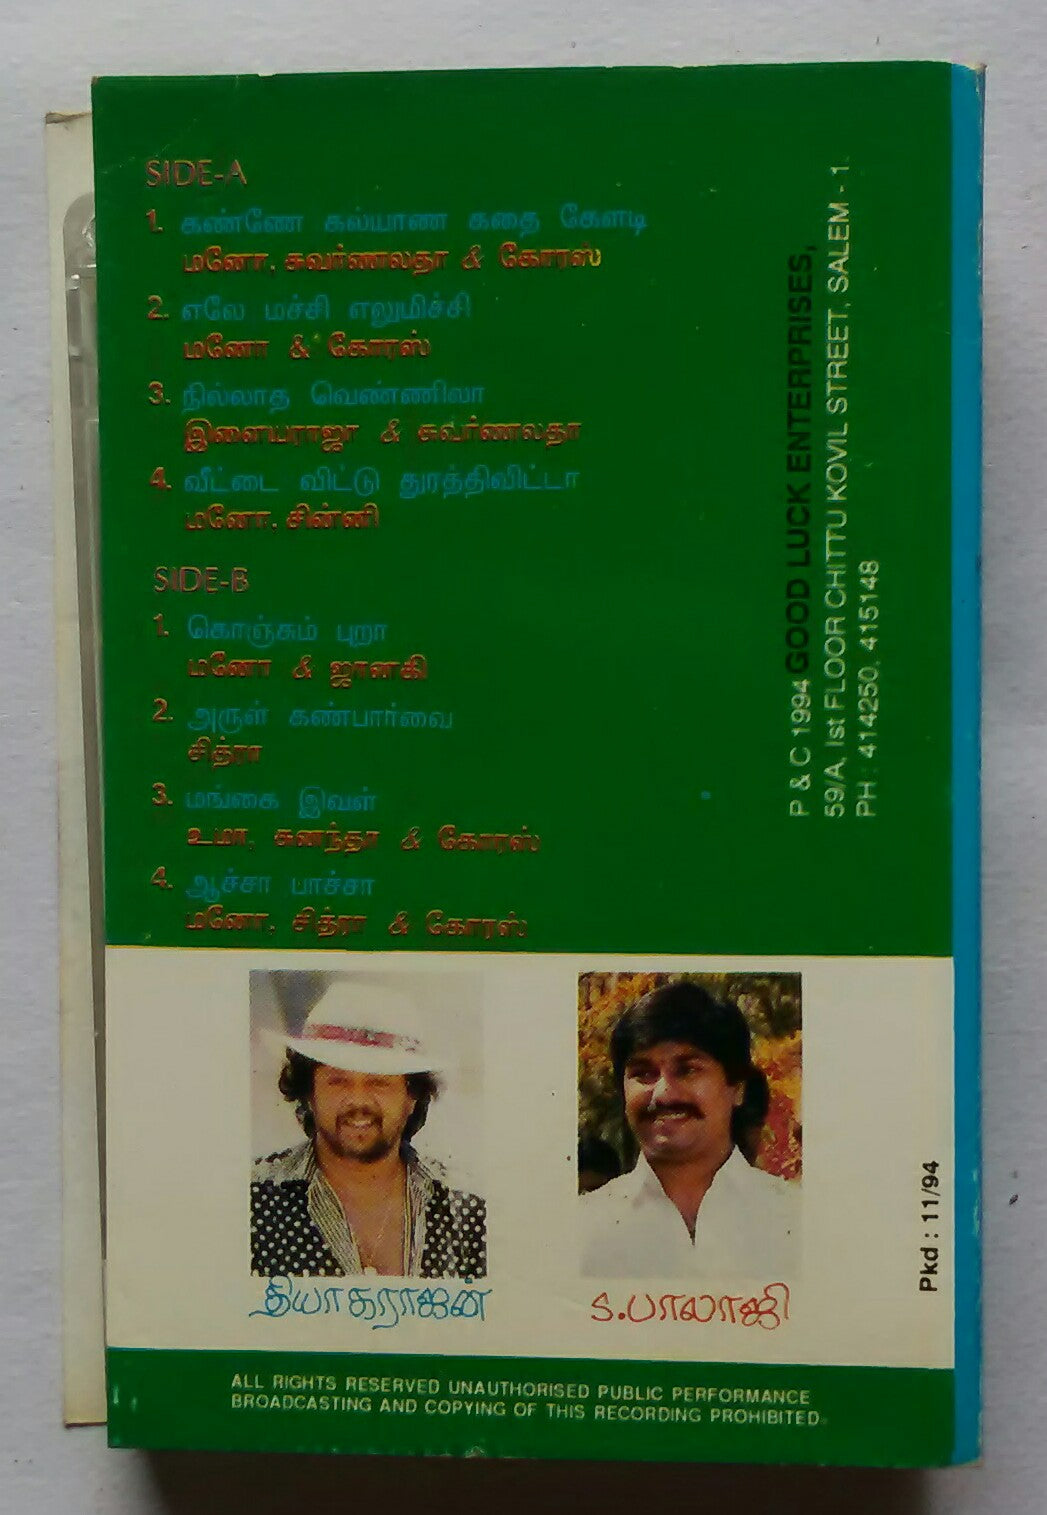 SIDE-A
1. கண்ணே கல்யாண கதை கேளடி
மனோ, சுவர்ணலதா & கோரஸ்
2. எலே மச்சி எலுமிச்சி
மனோ & கோரஸ்
3. நில்லாத வெண்ணிலா
இளையராஜா & சுவர்ணலதா
4. வீட்டை விட்டு துரத்திவிட்டா
மனோ, சின்னி
SIDE-B
1. கொஞ்சும் புறா
மனோ & ஜானகி
2. அருள் கண்பார்வை
சித்ரா
3. மங்கை இவள்
உமா, சுனந்தா & கோரஸ்
4. ஆச்சா பாச்சா
மனோ, சித்ரா & கோரஸ்
P & C 1994 GOOD LUCK ENTERPRISES,
59/A, Ist FLOOR CHITTU KOVIL STREET, SALEM - 1.
PH : 414250, 415148
தியாகராஜன்
S.பாலாஜி
Pkd : 11/94
ALL RIGHTS RESERVED UNAUTHORISED PUBLIC PERFORMANCE
BROADCASTING AND COPYING OF THIS RECORDING PROHIBITED.